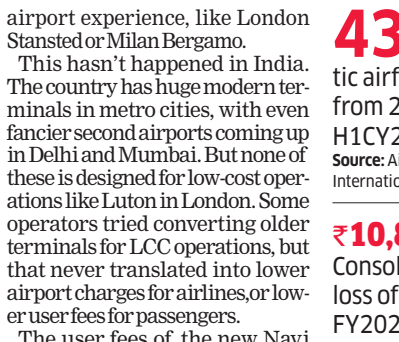 airport experience, like London
Stansted or Milan Bergamo.
This hasn't happened in India.
The country has huge modern ter-
minals in metro cities, with even
fancier second airports coming up
in Delhi and Mumbai. But none of
these is designed for low-cost oper-
ations like Luton in London. Some
operators tried converting older
terminals for LCC operations, but
that never translated into lower
airport charges for airlines,or low-
er user fees for passengers.
The user fees of the new Navi
43
tic airf
from 2
H1CY2
Source: Ai
Internatio
₹10,8
Consol
loss of
FY202